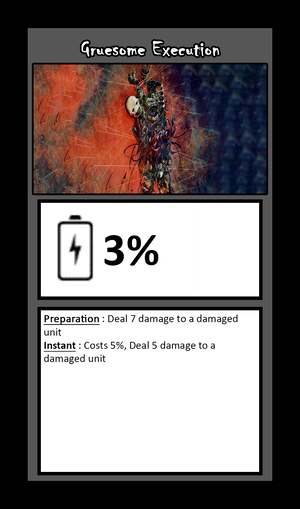 Gruesome Execution
3%
Preparation : Deal 7 damage to a damaged
unit
Instant : Costs 5%, Deal 5 damage to a
damaged unit